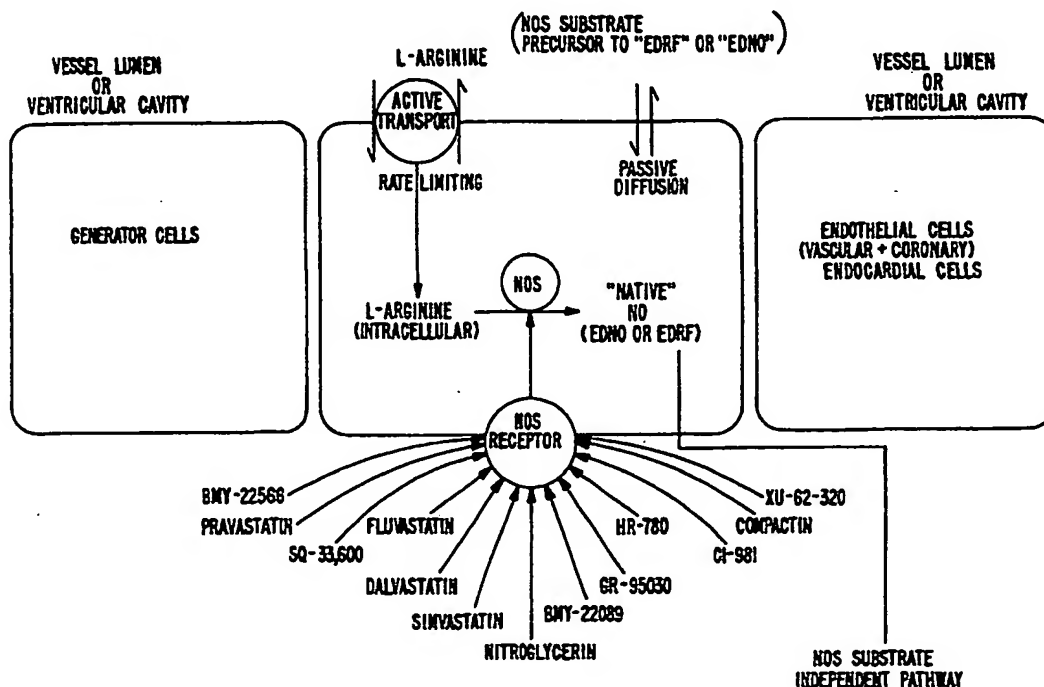 (NOS SUBSTRATE
PRECURSOR TO "EDRF" OR "EDNO")
L-ARGININE
VESSEL LUMEN
OR
VENTRICULAR CAVITY
VESSEL LUMEN
OR
VENTRICULAR CAVITY
ACTIVE
TRANSPORT
RATE LIMITING
PASSIVE
DIFFUSION
GENERATOR CELLS
ENDOTHELIAL CELLS
(VASCULAR + CORONARY)
ENDOCARDIAL CELLS
NOS
L-ARGININE
(INTRACELLULAR)
"NATIVE"
NO
(EDNO OR EDRF)
NOS
RECEPTOR
BMY-22566
PRAVASTATIN
SQ-33,600
FLUVASTATIN
DALVASTATIN
SIMVASTATIN
NITROGLYCERIN
BMY-22089
GR-95030
HR-780
CI-981
COMPACTIN
XU-62-320
NOS SUBSTRATE
INDEPENDENT PATHWAY